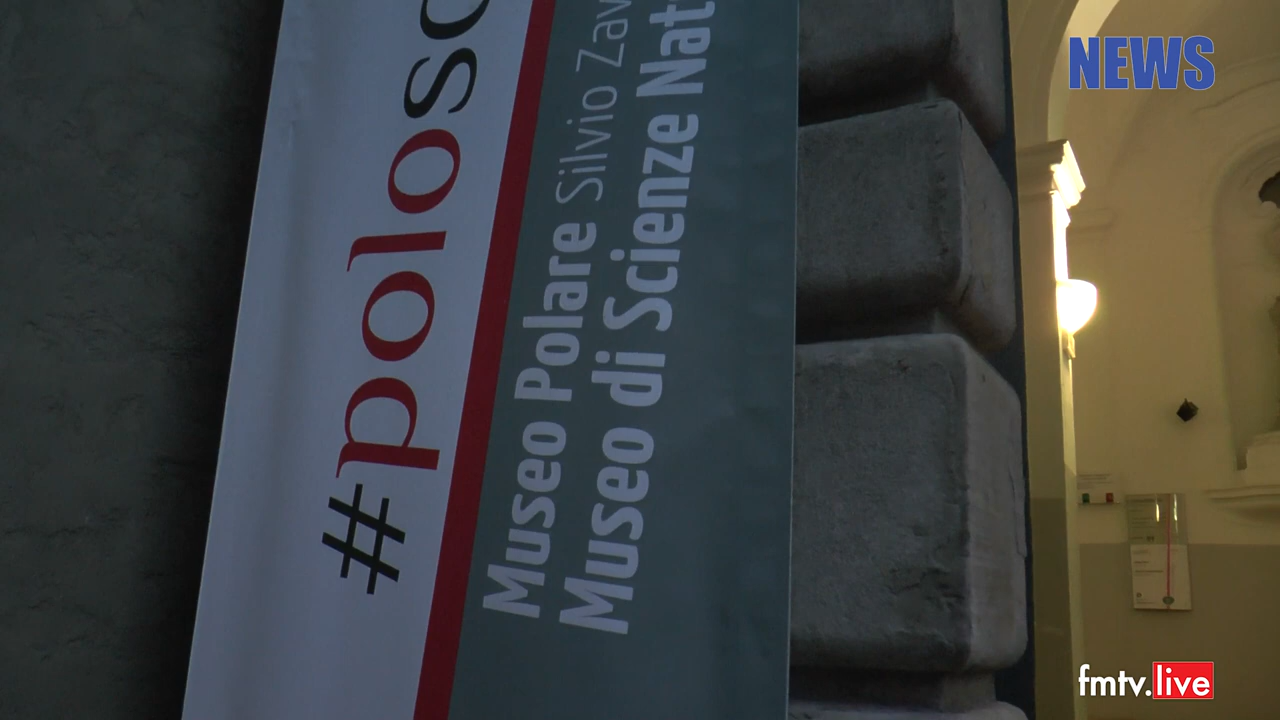 #polosc
Museo Polare Silvio Zav
Museo di Scienze Nat
NEWS
fmtv.live